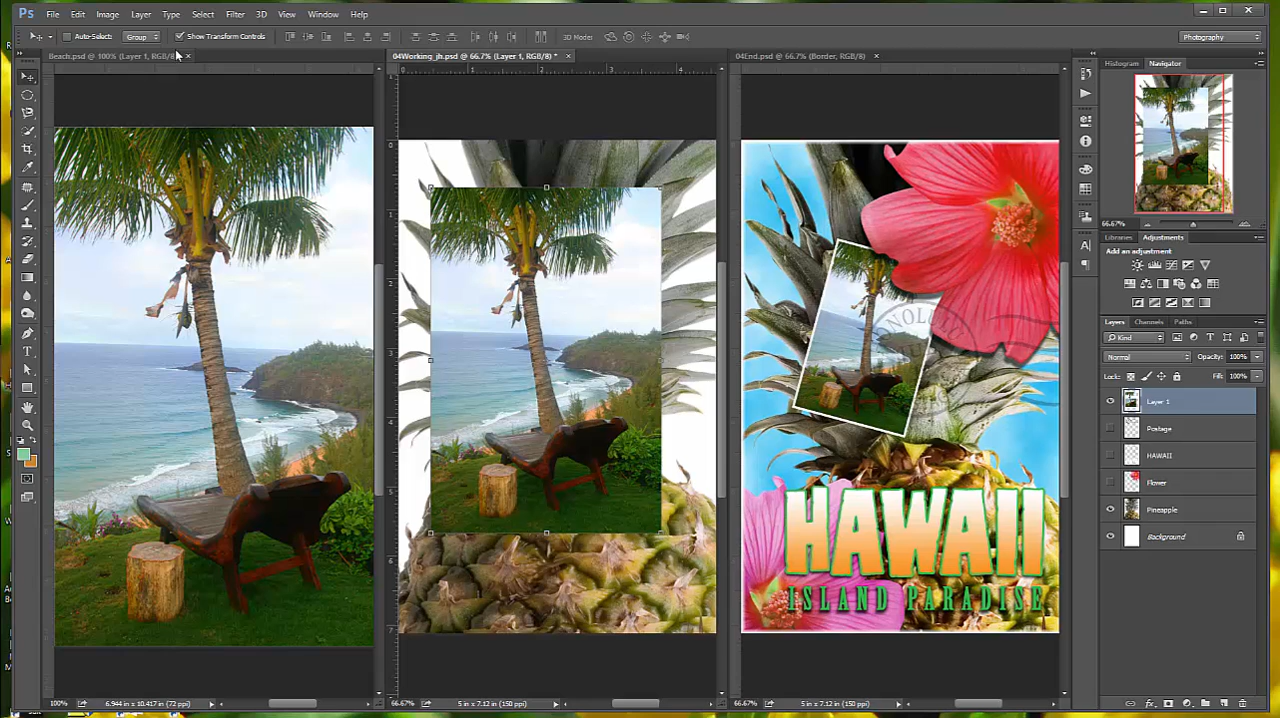 Ps File Edit Image Layer Type Select Filter 3D View Window Help
Auto-Select: Group Show Transform Controls 3D Mode: Photography
Beach.psd @ 100% (Layer 1, RGB/8) × 04Working_jh.psd @ 66.7% (Layer 1, RGB/8) * × 04End.psd @ 66.7% (Border, RGB/8) ×
Histogram Navigator
66.67%
Libraries Adjustments
Add an adjustment
Layers Channels Paths
Kind
Normal Opacity: 100%
Lock: Fill: 100%
Layer 1
Postage
HAWAII
Flower
Pineapple
Background
HAWAII
ISLAND PARADISE
100% 6.944 in x 10.417 in (72 ppi) 66.67% 5 in x 7.12 in (150 ppi) 66.67% 5 in x 7.12 in (150 ppi)